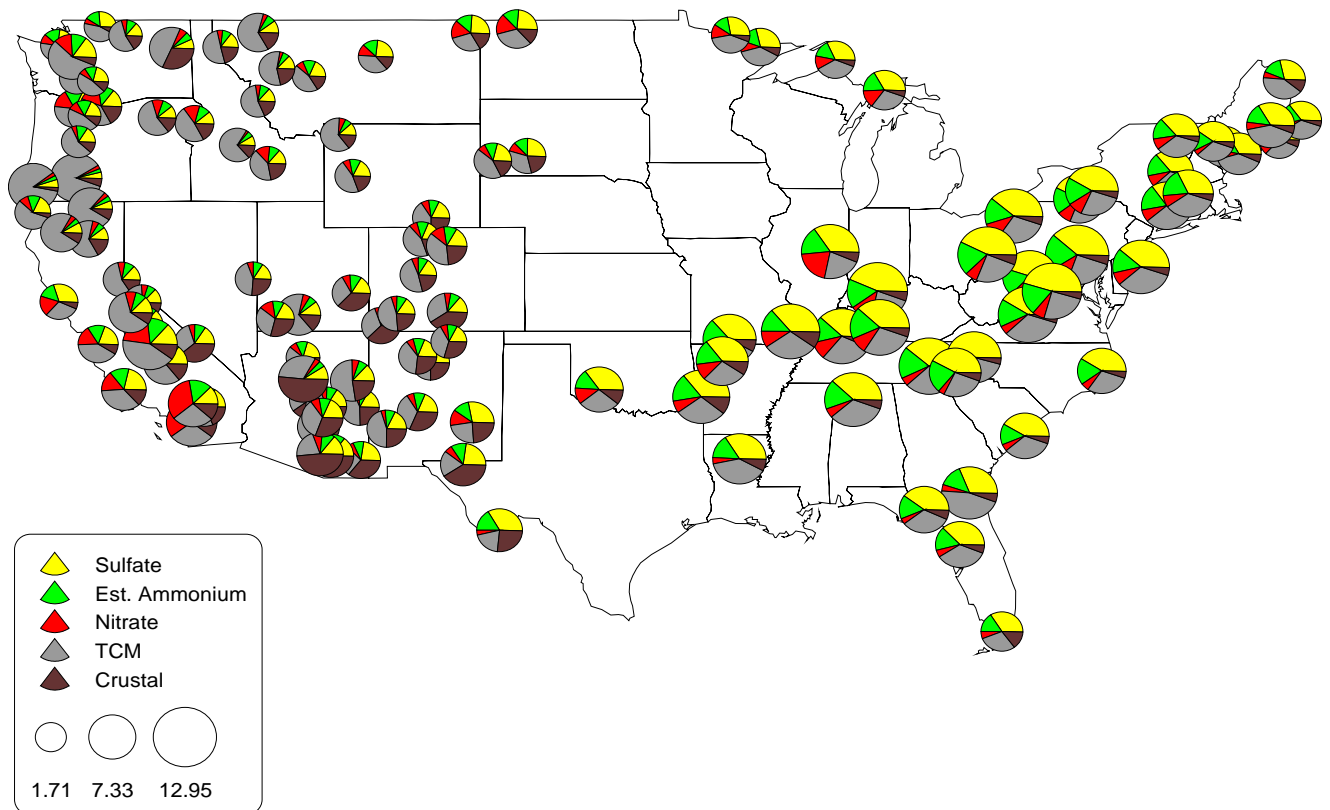 Sulfate
Est. Ammonium
Nitrate
TCM
Crustal
1.71 7.33 12.95